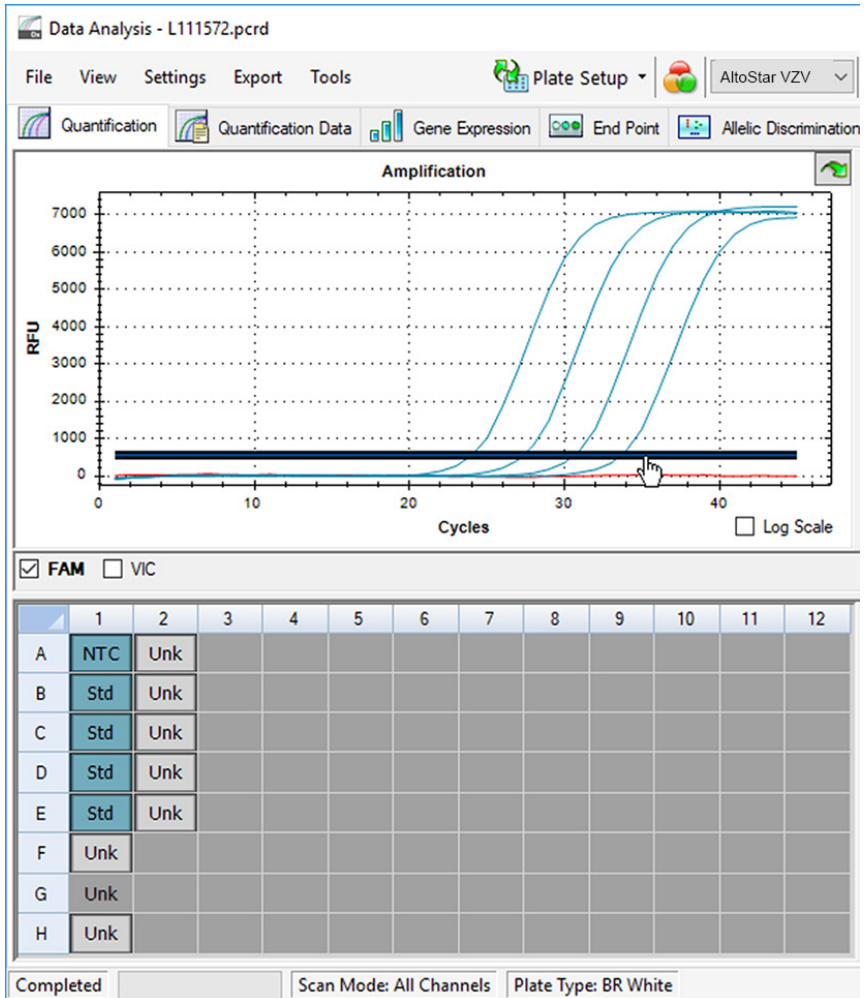 Data Analysis - L111572.pcrd
File View Settings Export Tools Plate Setup AltoStar VZV
Quantification Quantification Data Gene Expression End Point Allelic Discrimination
Amplification
7000
6000
5000
4000
3000
2000
1000
0
RFU
0 10 20 30 40
Cycles
Log Scale
FAM VIC
1 2 3 4 5 6 7 8 9 10 11 12
A NTC Unk
B Std Unk
C Std Unk
D Std Unk
E Std Unk
F Unk
G Unk
H Unk
Completed Scan Mode: All Channels Plate Type: BR White